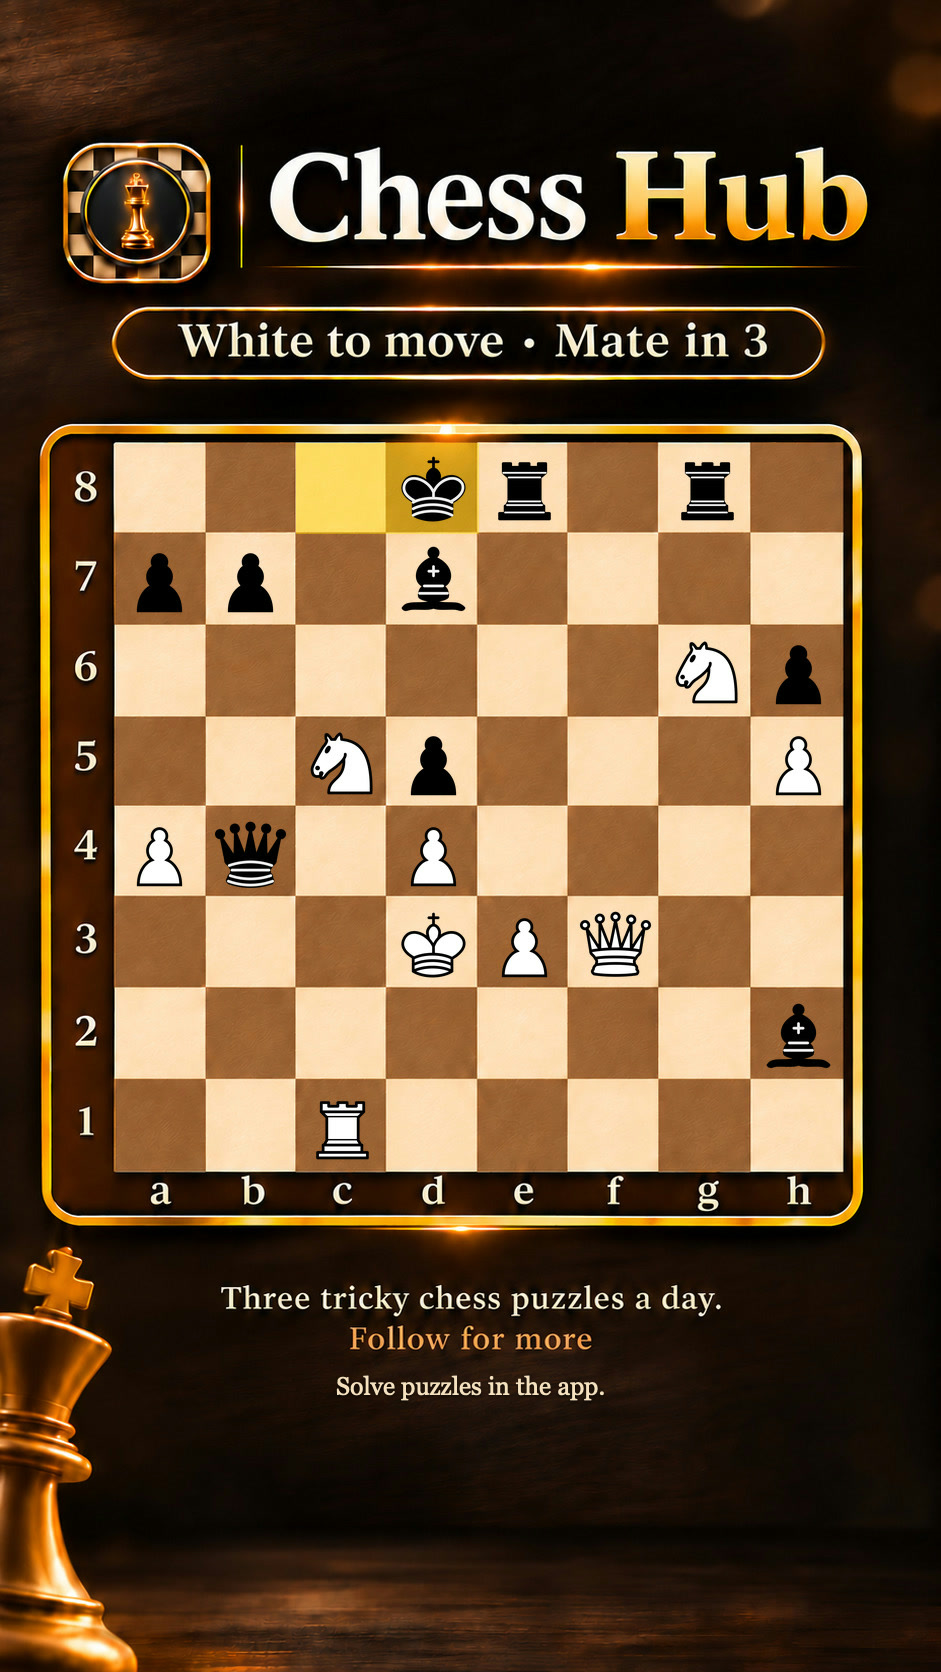 Chess Hub
White to move • Mate in 3
8
7
6
5
4
3
2
1
a b c d e f g h
Three tricky chess puzzles a day.
Follow for more
Solve puzzles in the app.